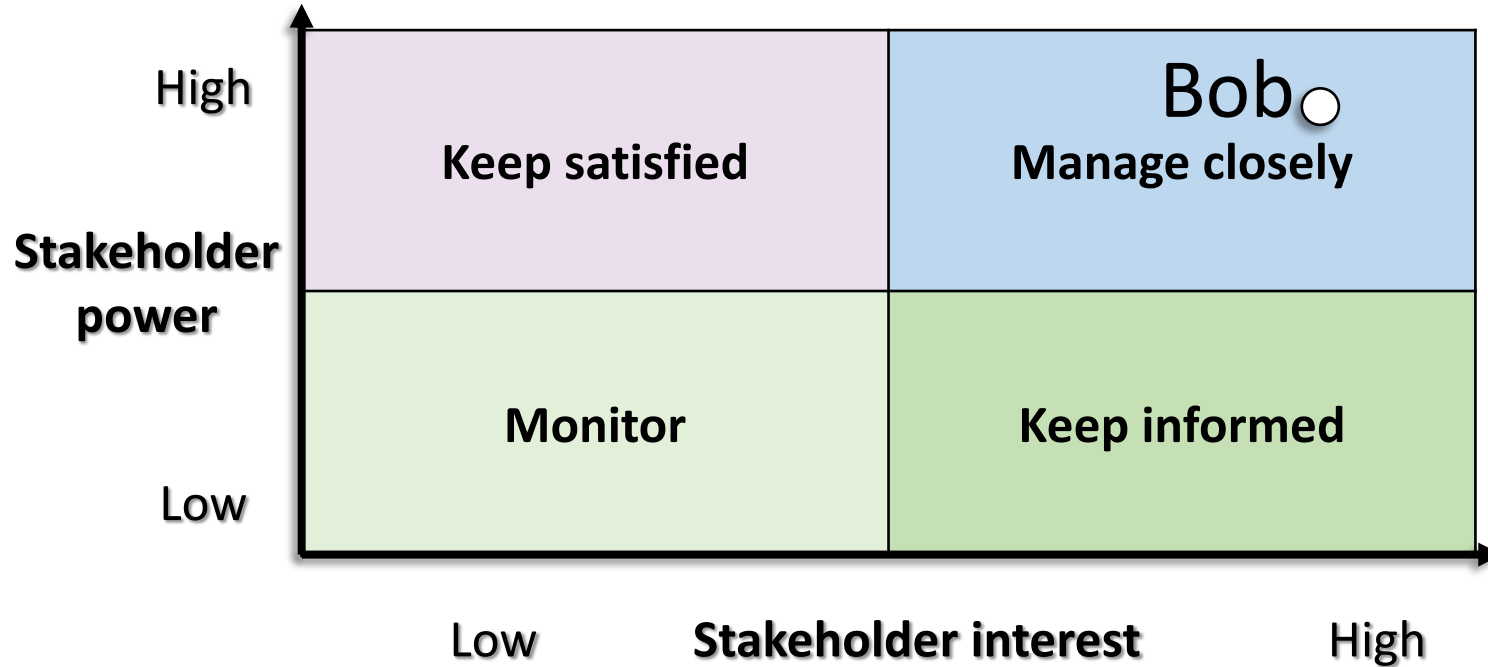 High
Bob
Keep satisfied
Manage closely
Stakeholder
power
Monitor
Keep informed
Low
Low
Stakeholder interest
High